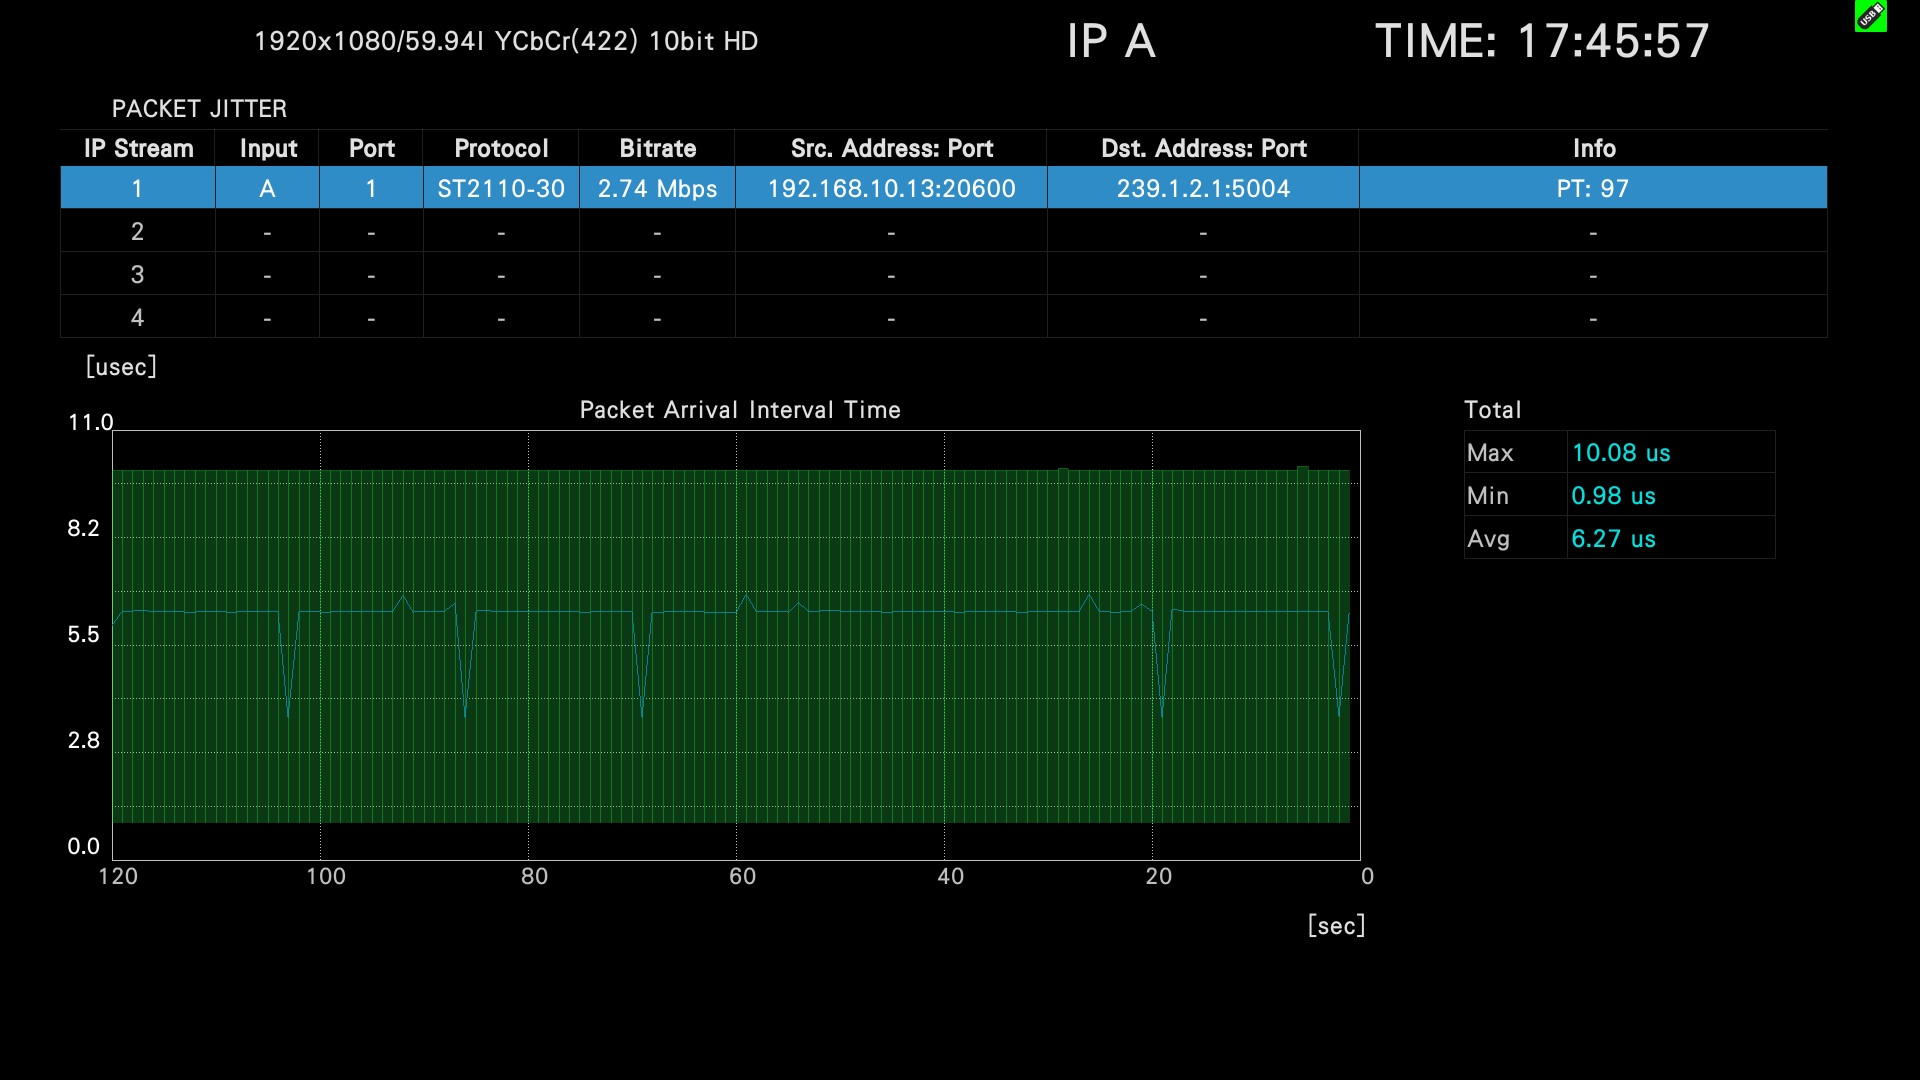 1920x1080/59.94I YCbCr(422) 10bit HD IP A TIME: 17:45:57
USB
PACKET JITTER
IP Stream Input Port Protocol Bitrate Src. Address: Port Dst. Address: Port Info
1 A 1 ST2110-30 2.74 Mbps 192.168.10.13:20600 239.1.2.1:5004 PT: 97
2 - - - - - - -
3 - - - - - - -
4 - - - - - - -
[usec]
Packet Arrival Interval Time
11.0
8.2
5.5
2.8
0.0
120 100 80 60 40 20 0
[sec]
Total
Max 10.08 us
Min 0.98 us
Avg 6.27 us